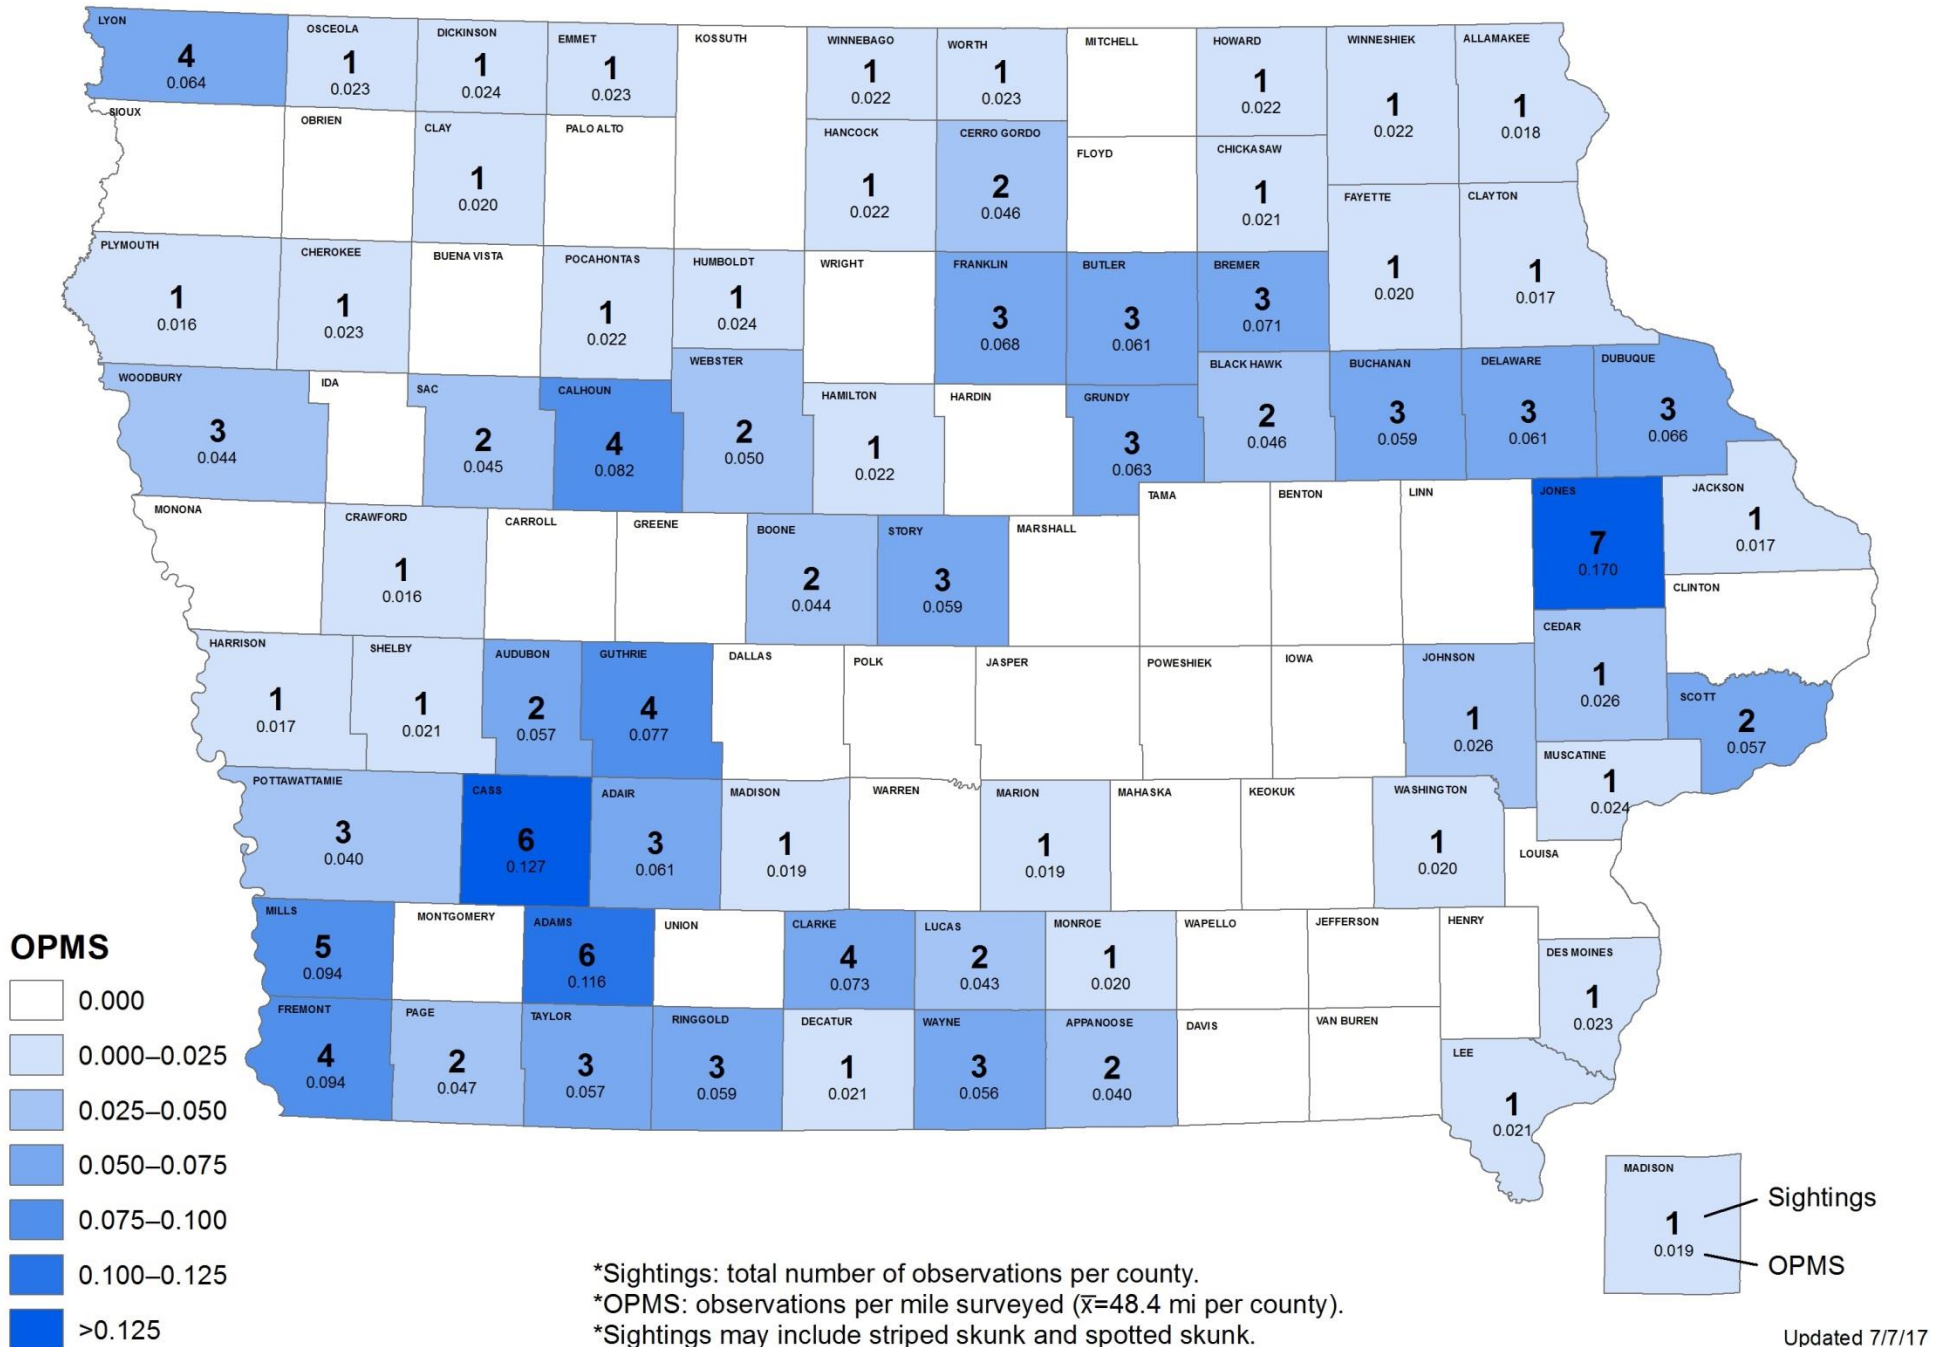 LYON
4
0.064
OSCEOLA
1
0.023
DICKINSON
1
0.024
EMMET
1
0.023
KOSSUTH
WINNEBAGO
1
0.022
WORTH
1
0.023
MITCHELL
HOWARD
1
0.022
WINNESHIEK
1
0.022
ALLAMAKEE
1
0.018
SIOUX
OBRIEN
CLAY
1
0.020
PALO ALTO
HANCOCK
1
0.022
CERRO GORDO
2
0.046
FLOYD
CHICKASAW
1
0.021
FAYETTE
1
0.020
CLAYTON
1
0.017
PLYMOUTH
1
0.016
CHEROKEE
1
0.023
BUENA VISTA
POCAHONTAS
1
0.022
HUMBOLDT
1
0.024
WRIGHT
FRANKLIN
3
0.068
BUTLER
3
0.061
BREMER
3
0.071
WOODBURY
3
0.044
IDA
SAC
2
0.045
CALHOUN
4
0.082
WEBSTER
2
0.050
HAMILTON
1
0.022
HARDIN
GRUNDY
3
0.063
BLACK HAWK
2
0.046
BUCHANAN
3
0.059
DELAWARE
3
0.061
DUBUQUE
3
0.066
MONONA
CRAWFORD
1
0.016
CARROLL
GREENE
BOONE
2
0.044
STORY
3
0.059
MARSHALL
TAMA
BENTON
LINN
JONES
7
0.170
JACKSON
1
0.017
CLINTON
HARRISON
1
0.017
SHELBY
1
0.021
AUDUBON
2
0.057
GUTHRIE
4
0.077
DALLAS
POLK
JASPER
POWESHIEK
IOWA
JOHNSON
1
0.026
CEDAR
1
0.026
SCOTT
2
0.057
MUSCATINE
1
0.024
POTTAWATTAMIE
3
0.040
CASS
6
0.127
ADAIR
3
0.061
MADISON
1
0.019
WARREN
MARION
1
0.019
MAHASKA
KEOKUK
WASHINGTON
1
0.020
LOUISA
MILLS
5
0.094
MONTGOMERY
ADAMS
6
0.116
UNION
CLARKE
4
0.073
LUCAS
2
0.043
MONROE
1
0.020
WAPELLO
JEFFERSON
HENRY
DES MOINES
1
0.023
FREMONT
4
0.094
PAGE
2
0.047
TAYLOR
3
0.057
RINGGOLD
3
0.059
DECATUR
1
0.021
WAYNE
3
0.056
APPANOOSE
2
0.040
DAVIS
VAN BUREN
LEE
1
0.021
OPMS
0.000
0.000–0.025
0.025–0.050
0.050–0.075
0.075–0.100
0.100–0.125
>0.125
MADISON
1
0.019
Sightings
OPMS
*Sightings: total number of observations per county.
*OPMS: observations per mile surveyed (x̅=48.4 mi per county).
*Sightings may include striped skunk and spotted skunk.
Updated 7/7/17